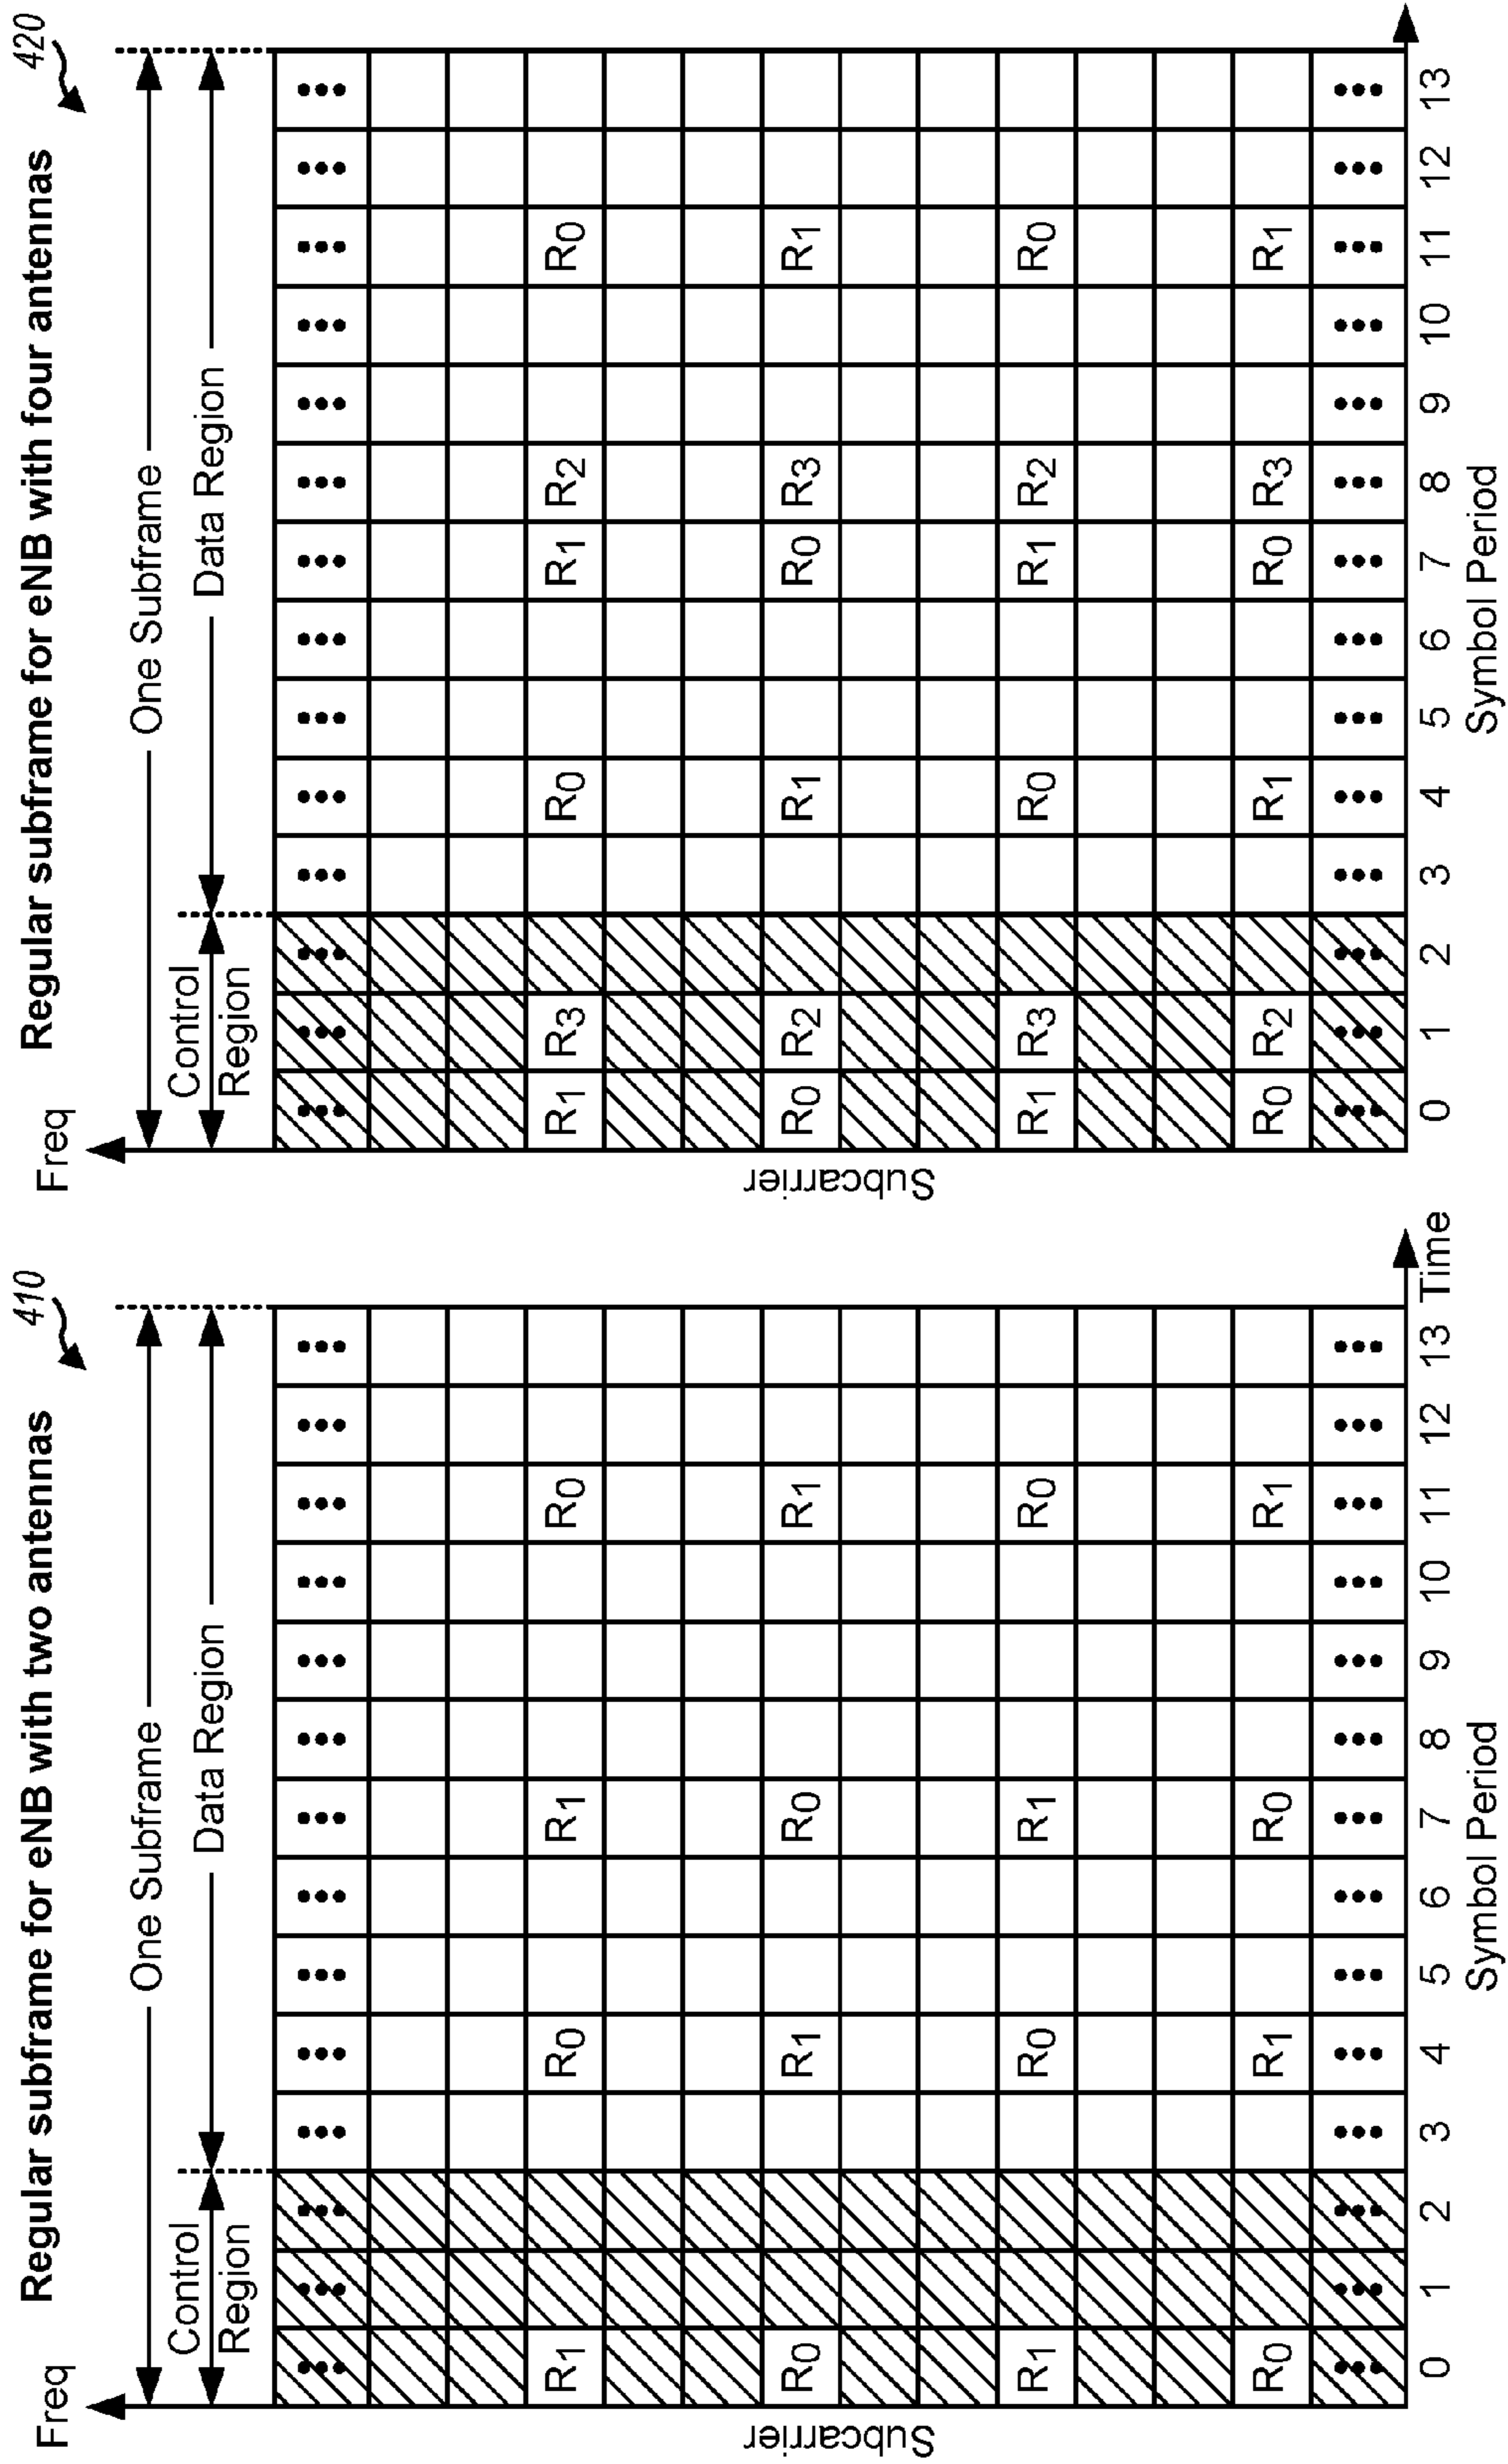 Regular subframe for eNB with two antennas
410
Freq
One Subframe
Control Region
Data Region
Subcarrier
R1 R0 R1 R0
R0 R1 R0 R1
R1 R0 R1 R0
R0 R1 R0 R1
0 1 2 3 4 5 6 7 8 9 10 11 12 13
Time
Symbol Period
Regular subframe for eNB with four antennas
420
Freq
One Subframe
Control Region
Data Region
Subcarrier
R1 R3 R0 R1 R2 R0
R0 R2 R1 R0 R3 R1
R1 R3 R0 R1 R2 R0
R0 R2 R1 R0 R3 R1
0 1 2 3 4 5 6 7 8 9 10 11 12 13
Symbol Period